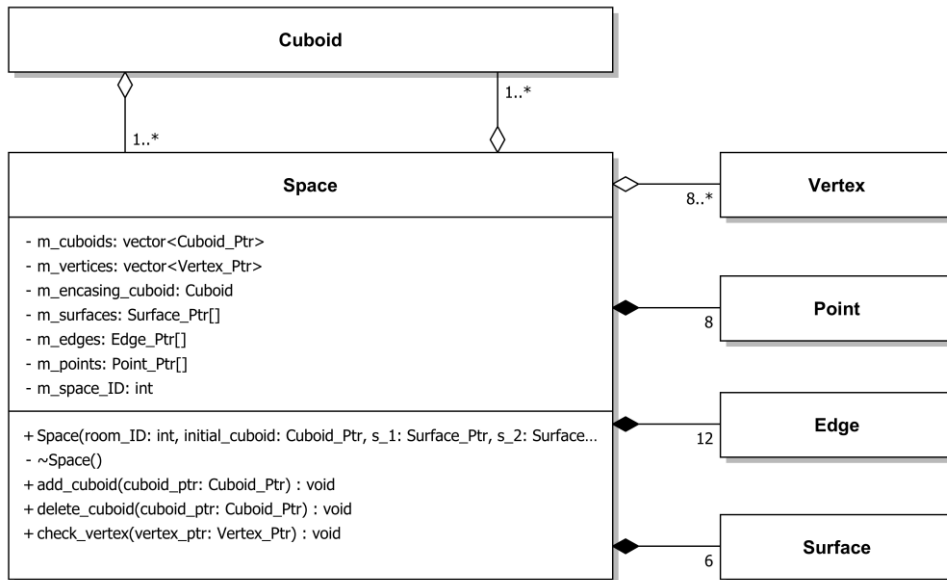 Cuboid
1..*
1..*
Space
Vertex
8..*
- m_cuboids: vector<Cuboid_Ptr>
- m_vertices: vector<Vertex_Ptr>
- m_encasing_cuboid: Cuboid
- m_surfaces: Surface_Ptr[]
- m_edges: Edge_Ptr[]
- m_points: Point_Ptr[]
- m_space_ID: int
Point
8
+ Space(room_ID: int, initial_cuboid: Cuboid_Ptr, s_1: Surface_Ptr, s_2: Surface...
- ~Space()
+ add_cuboid(cuboid_ptr: Cuboid_Ptr) : void
+ delete_cuboid(cuboid_ptr: Cuboid_Ptr) : void
+ check_vertex(vertex_ptr: Vertex_Ptr) : void
Edge
12
Surface
6